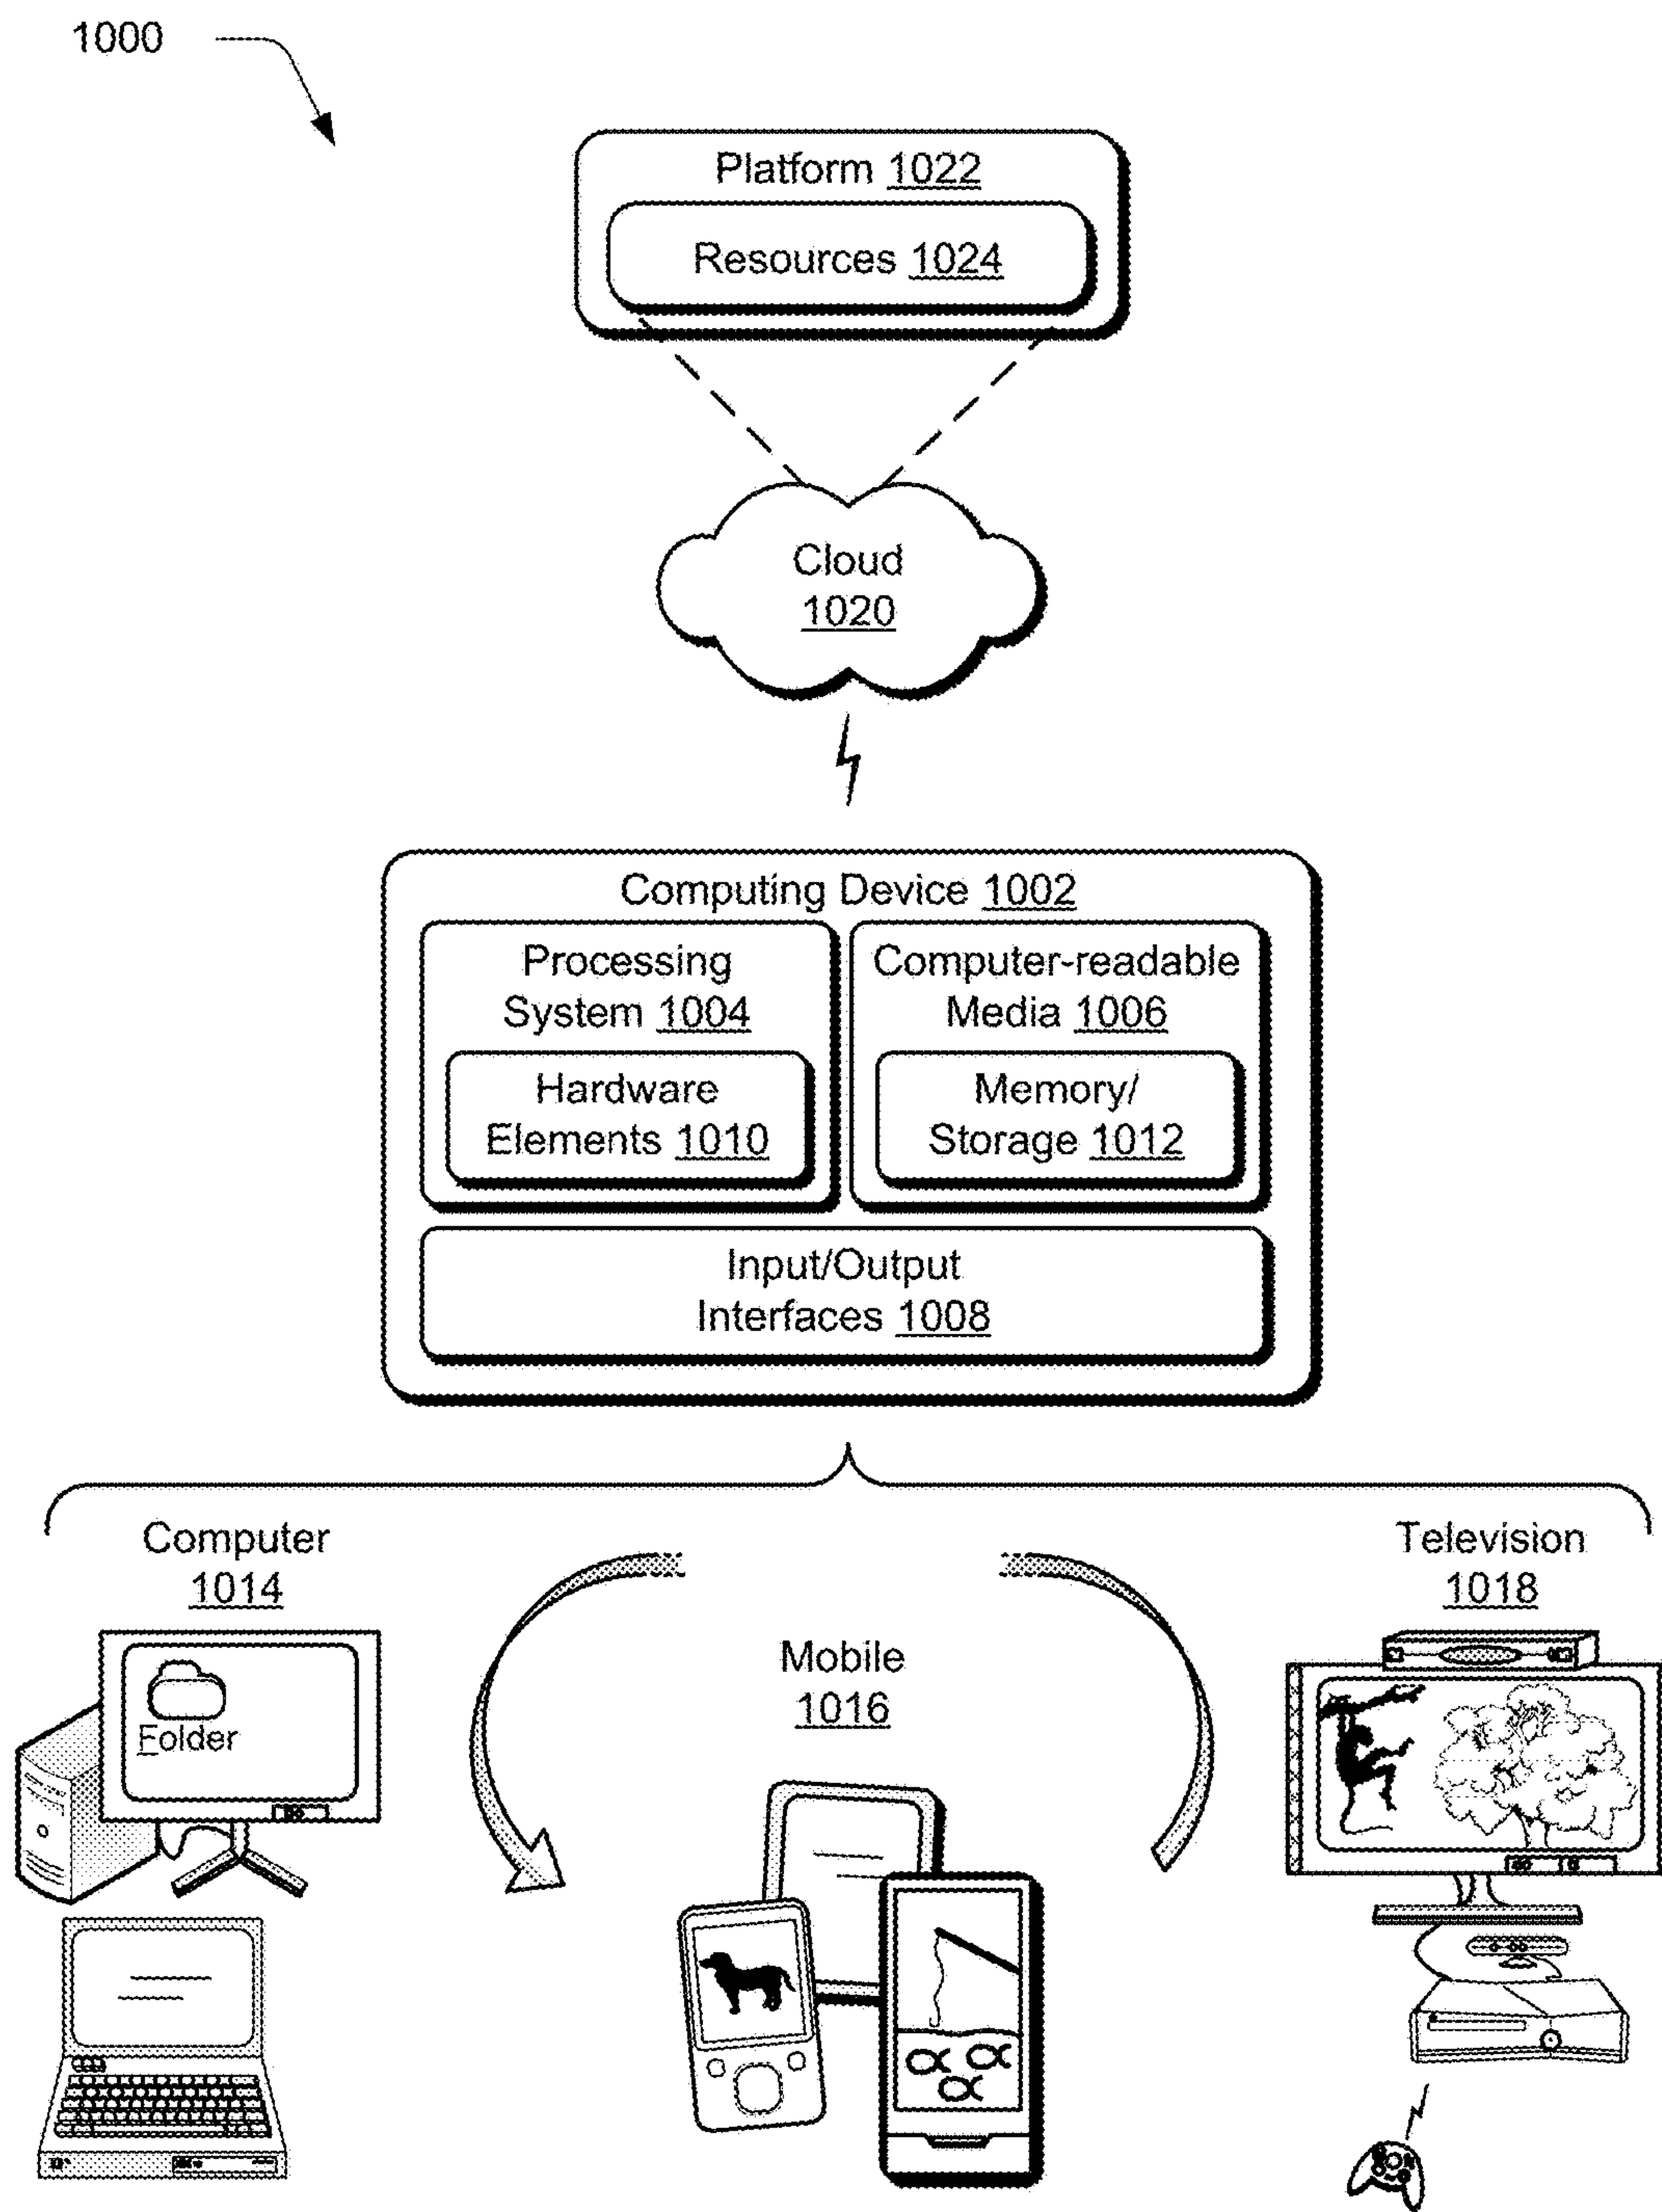 1000
Platform 1022
Resources 1024
Cloud
1020
Computing Device 1002
Processing
System 1004
Hardware
Elements 1010
Computer-readable
Media 1006
Memory/
Storage 1012
Input/Output
Interfaces 1008
Computer
1014
Folder
Mobile
1016
Television
1018